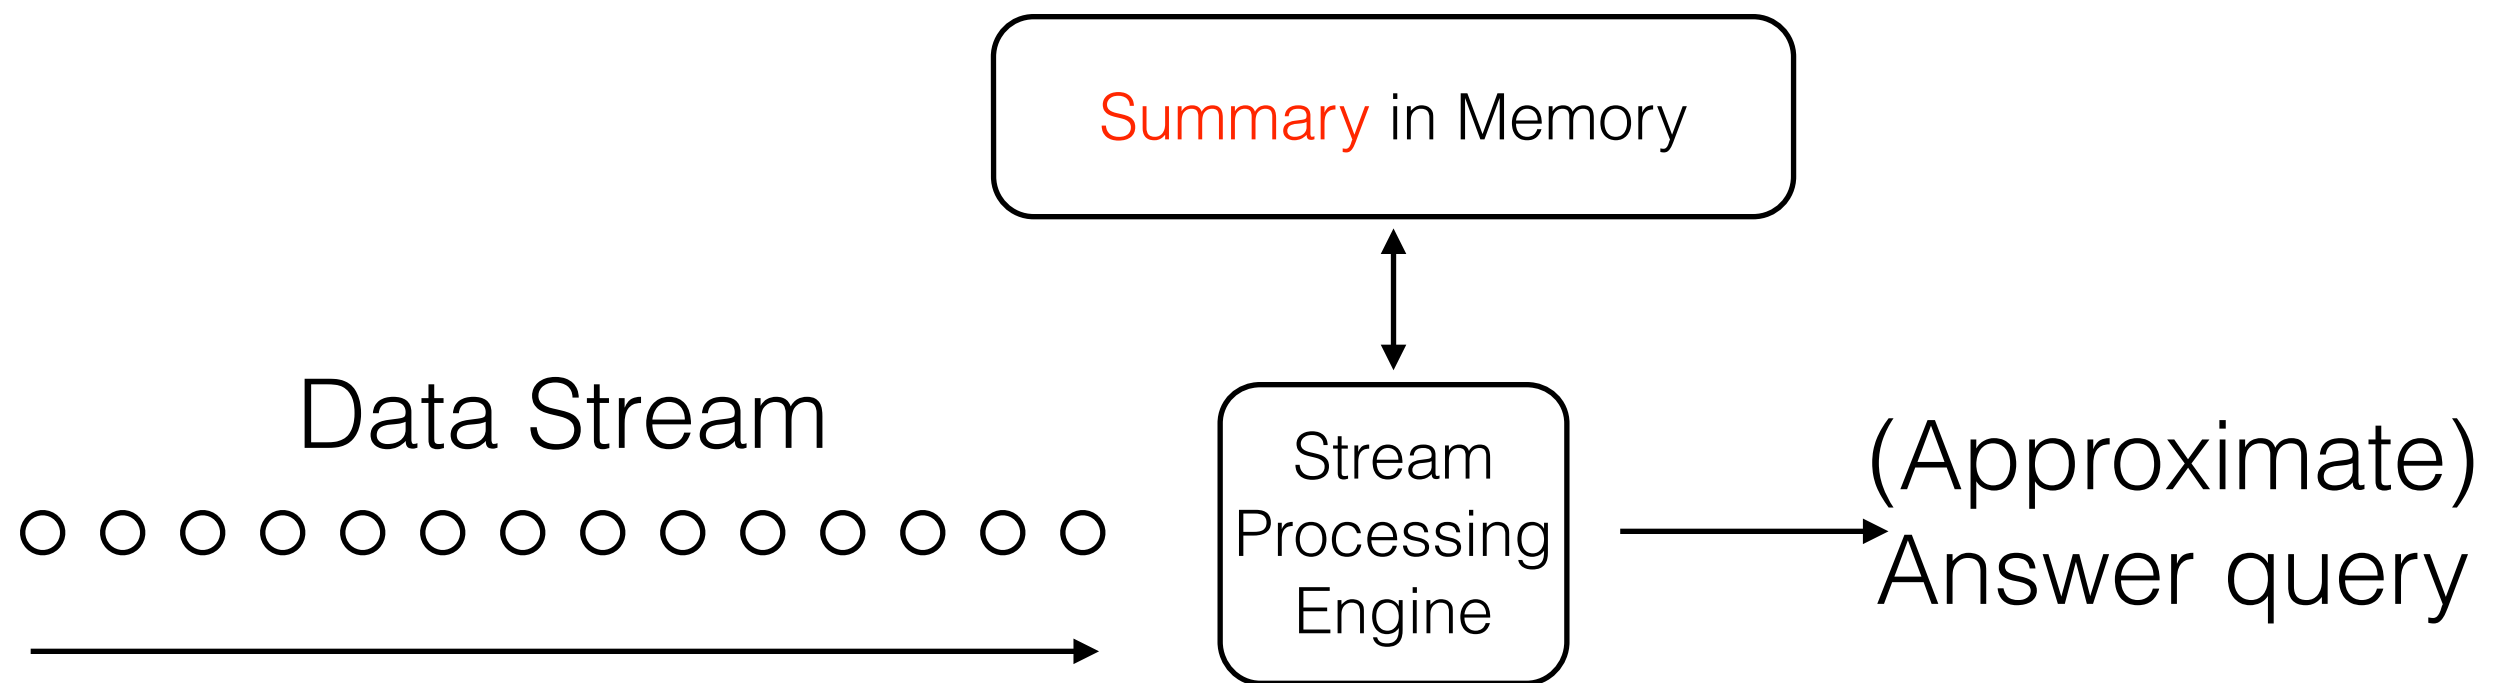 Summary in Memory
Data Stream
Stream
Processing
Engine
(Approximate)
Answer query